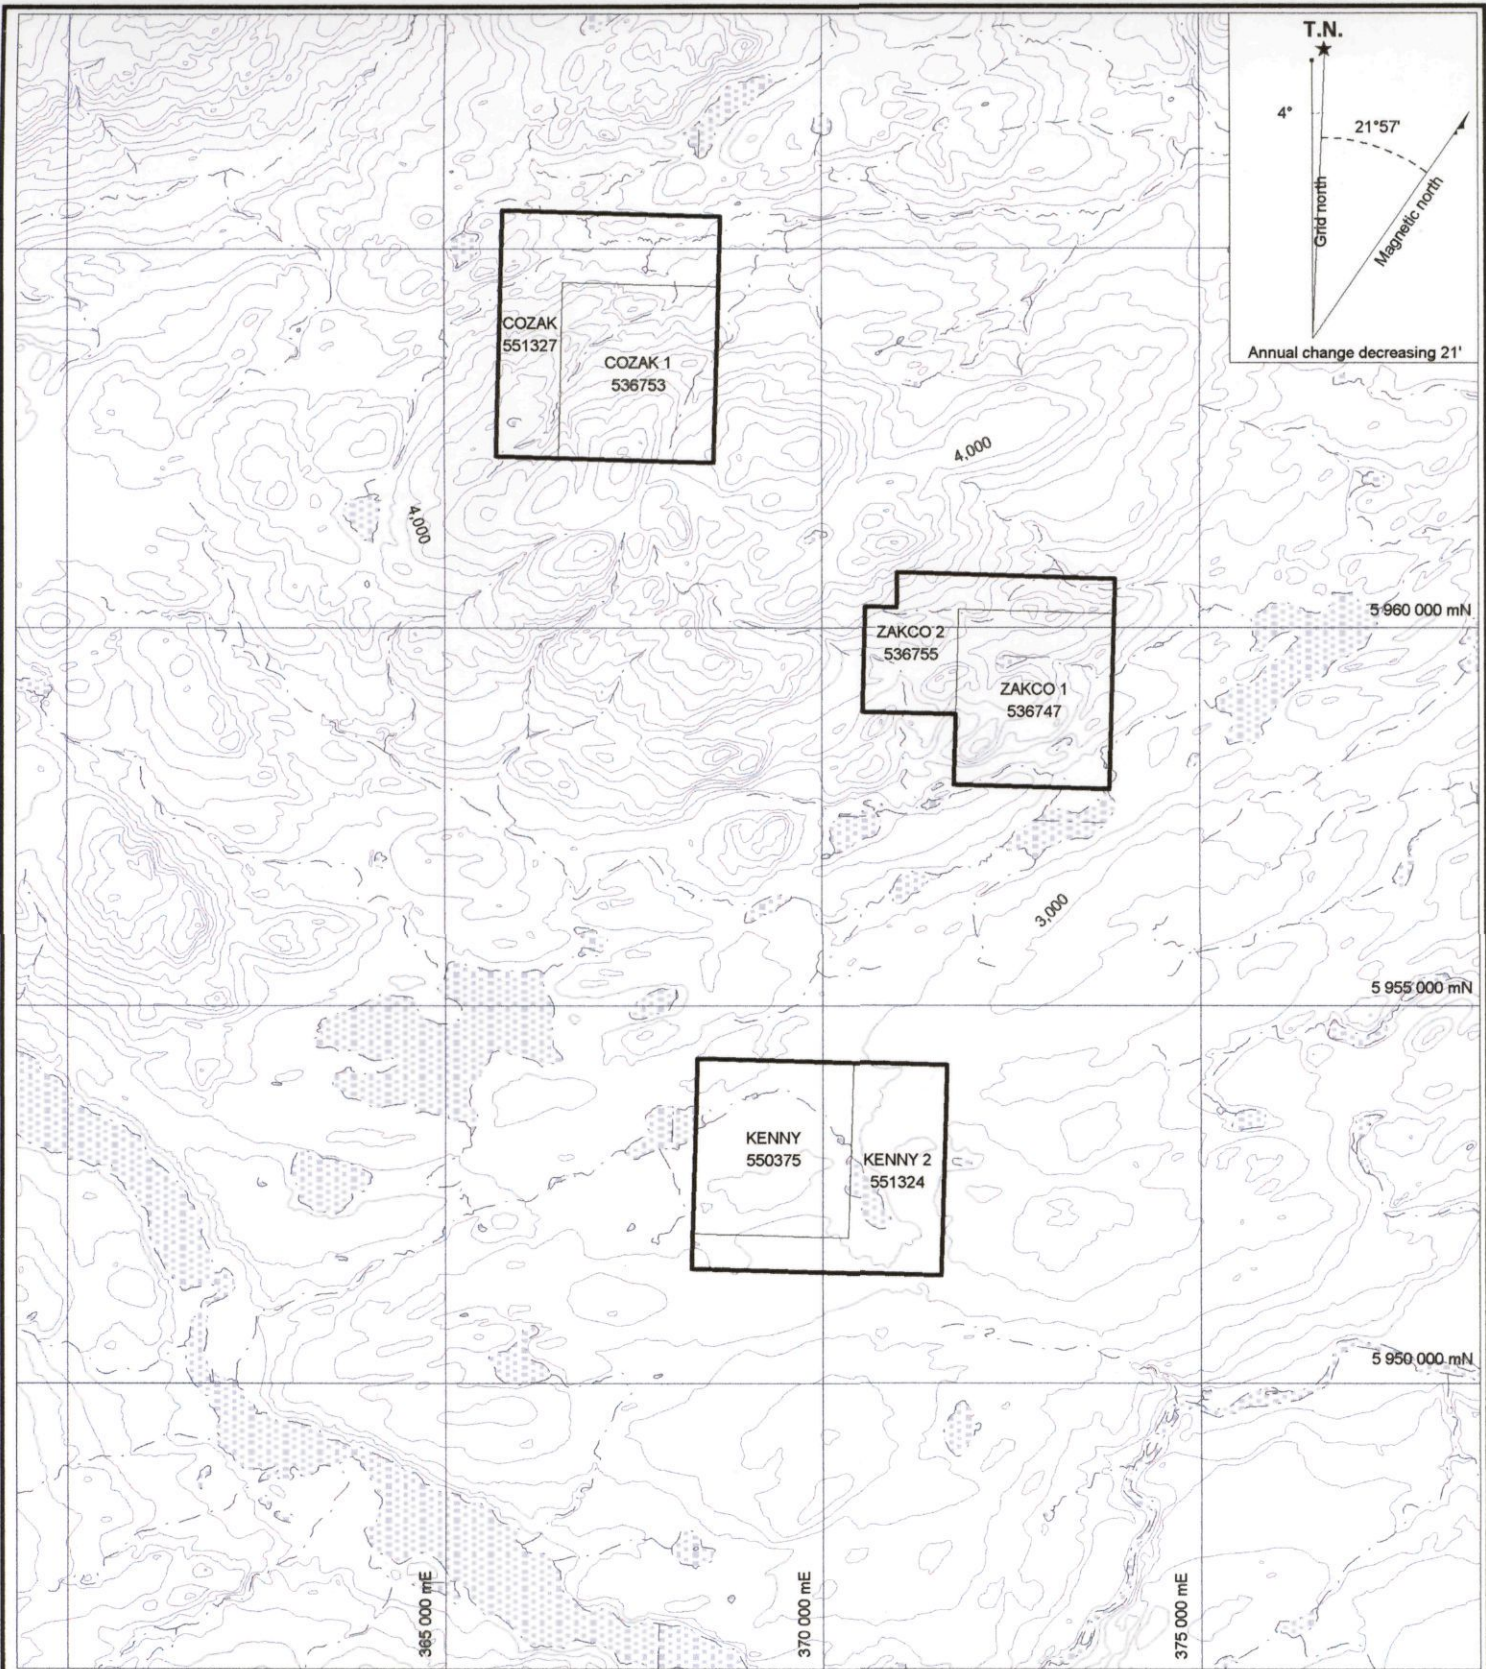 T.N.
4°
21°57'
Grid north
Magnetic north
Annual change decreasing 21'
COZAK
551327
COZAK 1
536753
4,000
4,000
5 960 000 mN
ZAKCO 2
536755
ZAKCO 1
536747
3,000
5 955 000 mN
KENNY
550375
KENNY 2
551324
5 950 000 mN
365 000 mE
370 000 mE
375 000 mE